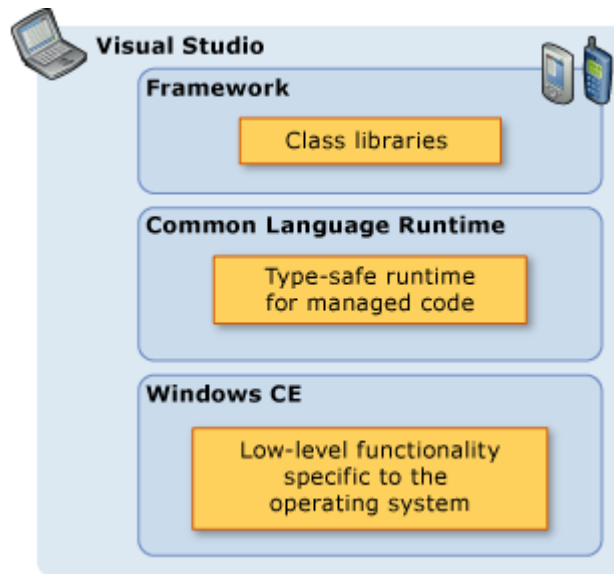 Visual Studio
Framework
Class libraries
Common Language Runtime
Type-safe runtime
for managed code
Windows CE
Low-level functionality
specific to the
operating system